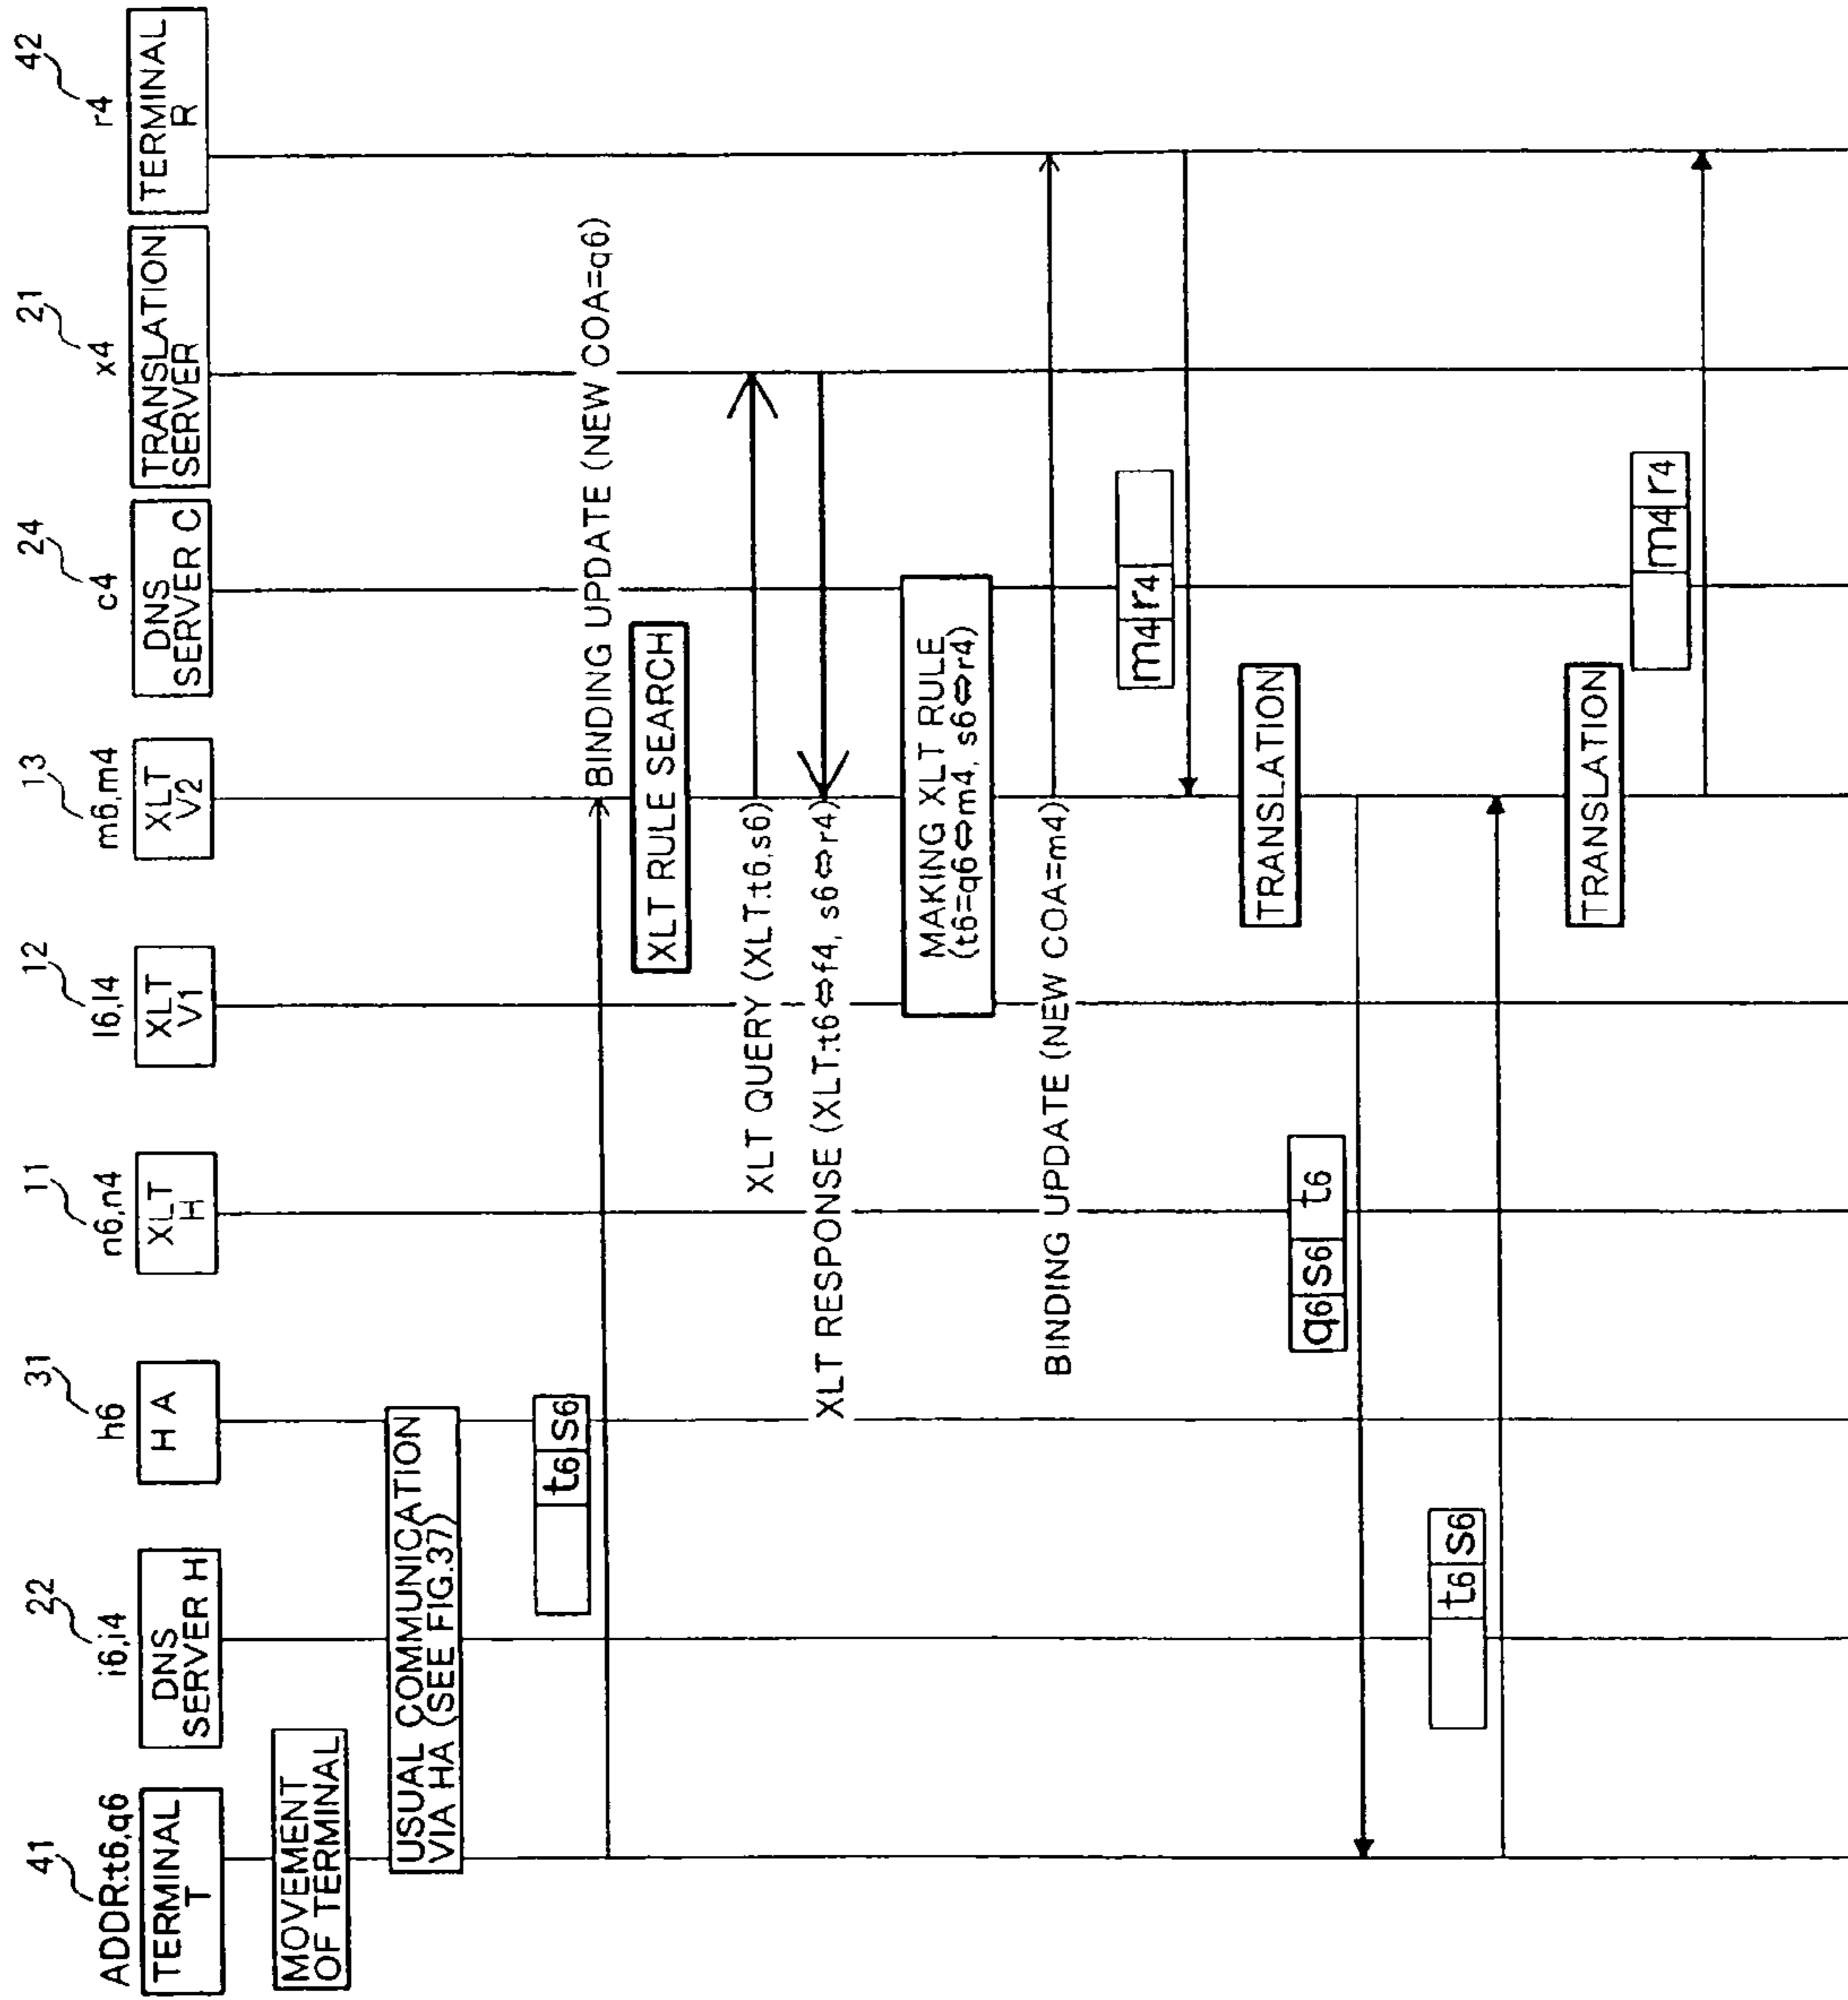 41
ADDR:t6,q6
TERMINAL
T
22
i6,i4
DNS
SERVER H
31
h6
H A
11
n6,n4
XLT
H
12
l6,l4
XLT
V1
13
m6,m4
XLT
V2
24
c4
DNS
SERVER C
21
x4
TRANSLATION
SERVER
42
r4
TERMINAL
R
MOVEMENT
OF TERMINAL
USUAL COMMUNICATION
VIA HA (SEE FIG.37)
t6 s6
BINDING UPDATE (NEW COA=q6)
XLT RULE SEARCH
XLT QUERY (XLT:t6,s6)
XLT RESPONSE (XLT:t6⇔f4, s6⇔r4)
MAKING XLT RULE
(t6=q6⇔m4, s6⇔r4)
BINDING UPDATE (NEW COA=m4)
m4 r4
TRANSLATION
q6 s6 t6
t6 s6
TRANSLATION
m4 r4